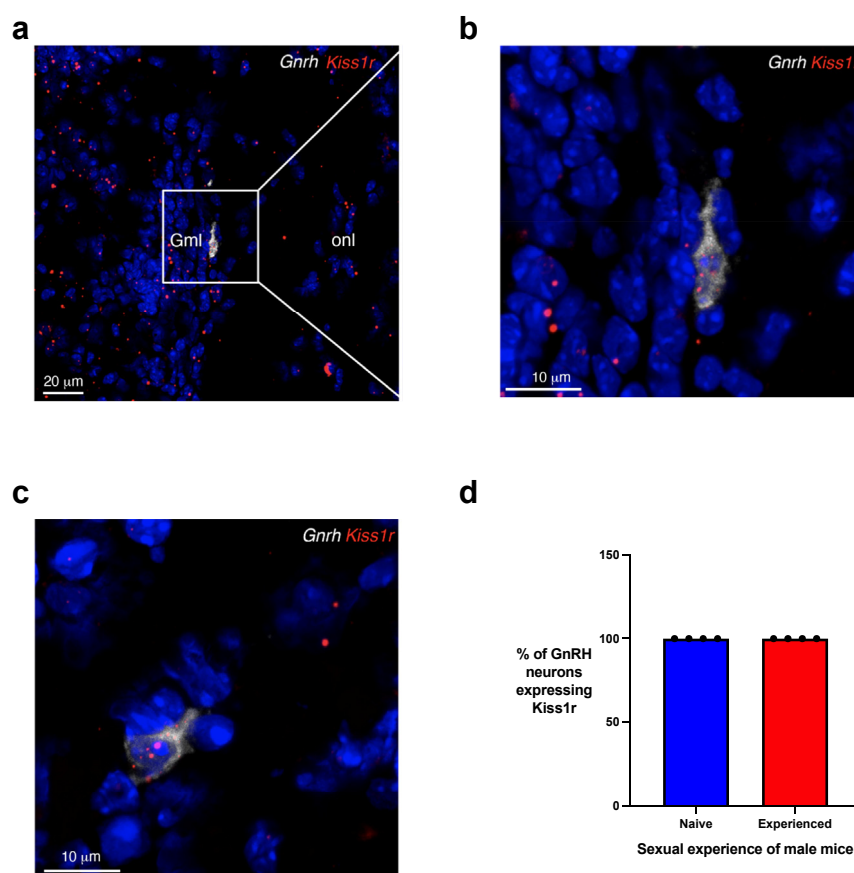 a
Gnrh Kiss1r
Gml
onl
20 µm
b
Gnrh Kiss1
10 µm
c
Gnrh Kiss1r
10 µm
d
150
100
50
0
% of GnRH
neurons
expressing
Kiss1r
Naive
Experienced
Sexual experience of male mice